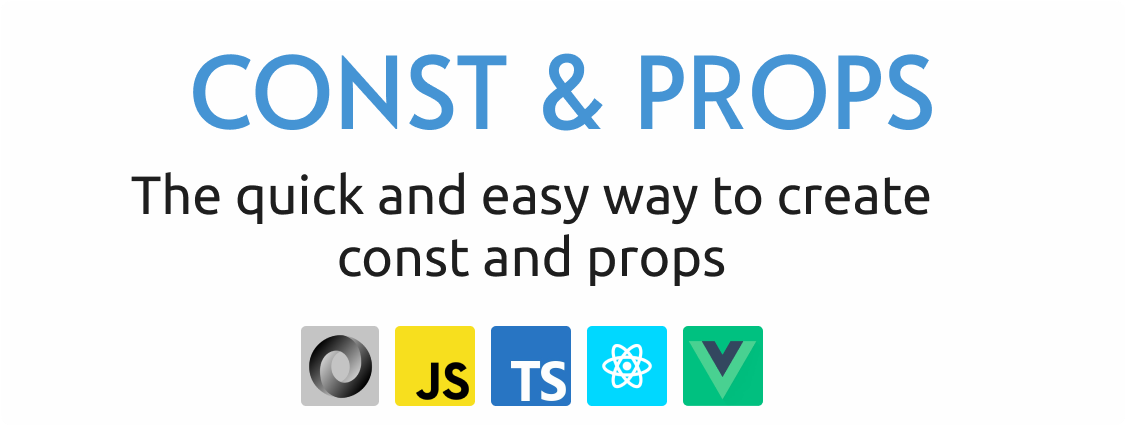 CONST & PROPS
The quick and easy way to create
const and props
JS TS